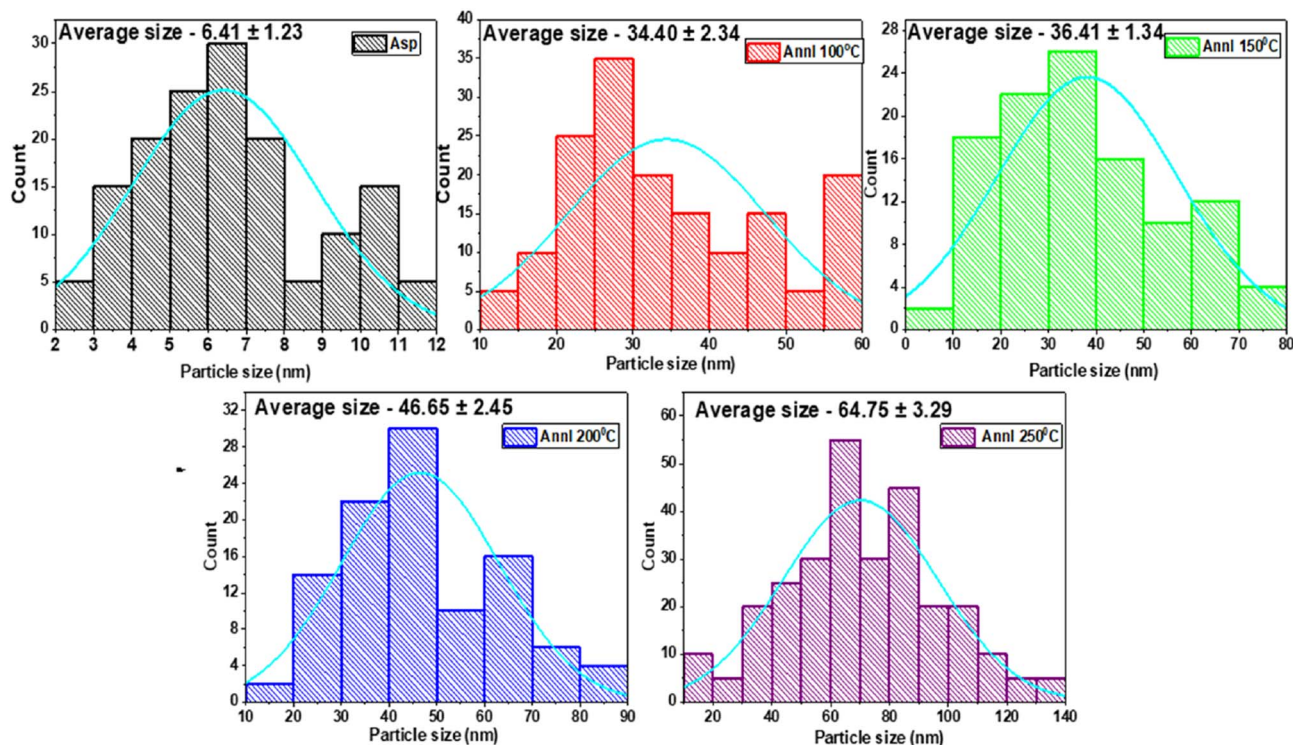 Average size - 6.41 ± 1.23
Asp
30
25
20
15
10
5
0
Count
2 3 4 5 6 7 8 9 10 11 12
Particle size (nm)
Average size - 34.40 ± 2.34
Annl 100°C
40
35
30
25
20
15
10
5
0
Count
10 20 30 40 50 60
Particle size (nm)
Average size - 36.41 ± 1.34
Annl 150⁰C
28
24
20
16
12
8
4
0
Count
0 10 20 30 40 50 60 70 80
Particle size (nm)
Average size - 46.65 ± 2.45
Annl 200⁰C
32
28
24
20
16
12
8
4
0
Count
10 20 30 40 50 60 70 80 90
Particle size (nm)
Average size - 64.75 ± 3.29
Annl 250⁰C
60
50
40
30
20
10
0
Count
20 40 60 80 100 120 140
Particle size (nm)